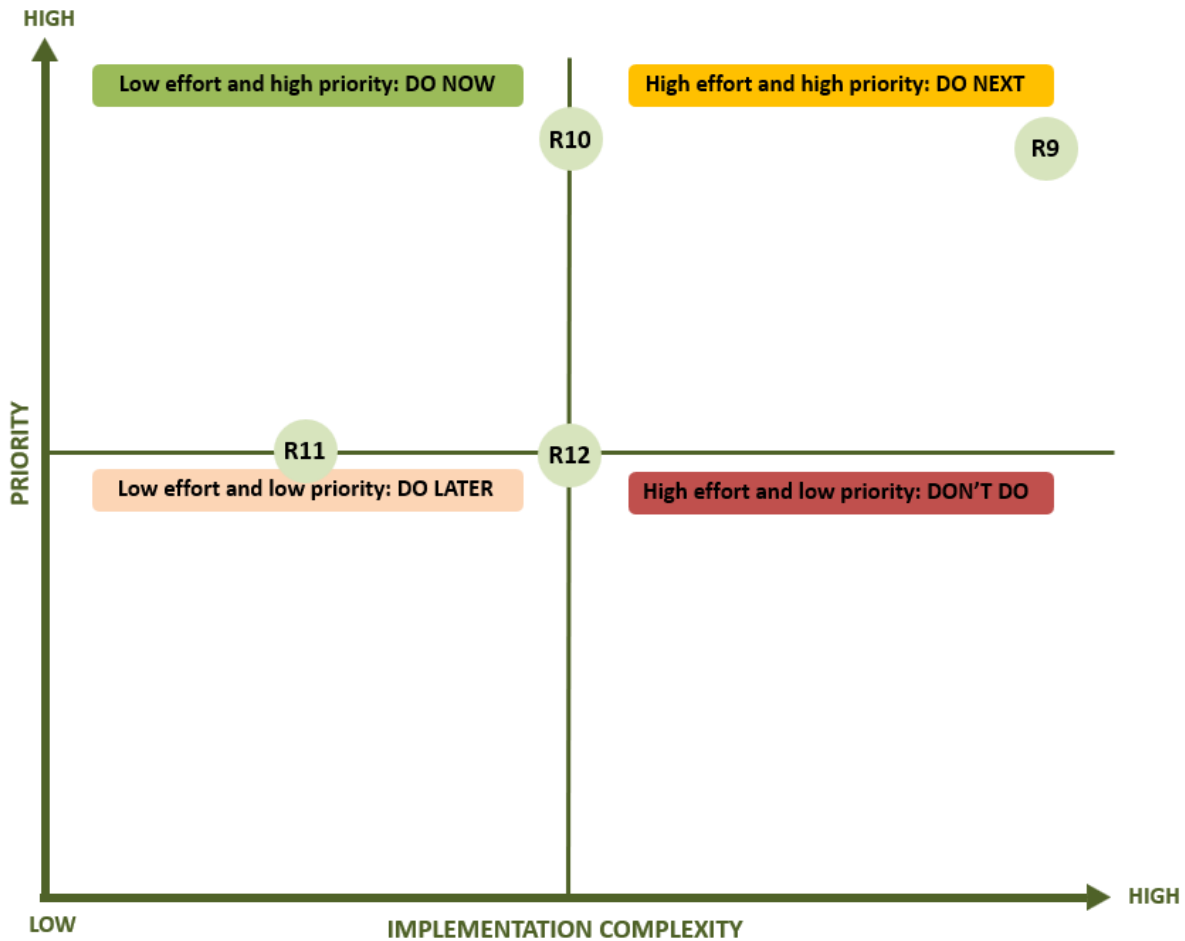 HIGH
Low effort and high priority: DO NOW
High effort and high priority: DO NEXT
R10
R9
PRIORITY
R11
R12
Low effort and low priority: DO LATER
High effort and low priority: DON'T DO
LOW
IMPLEMENTATION COMPLEXITY
HIGH